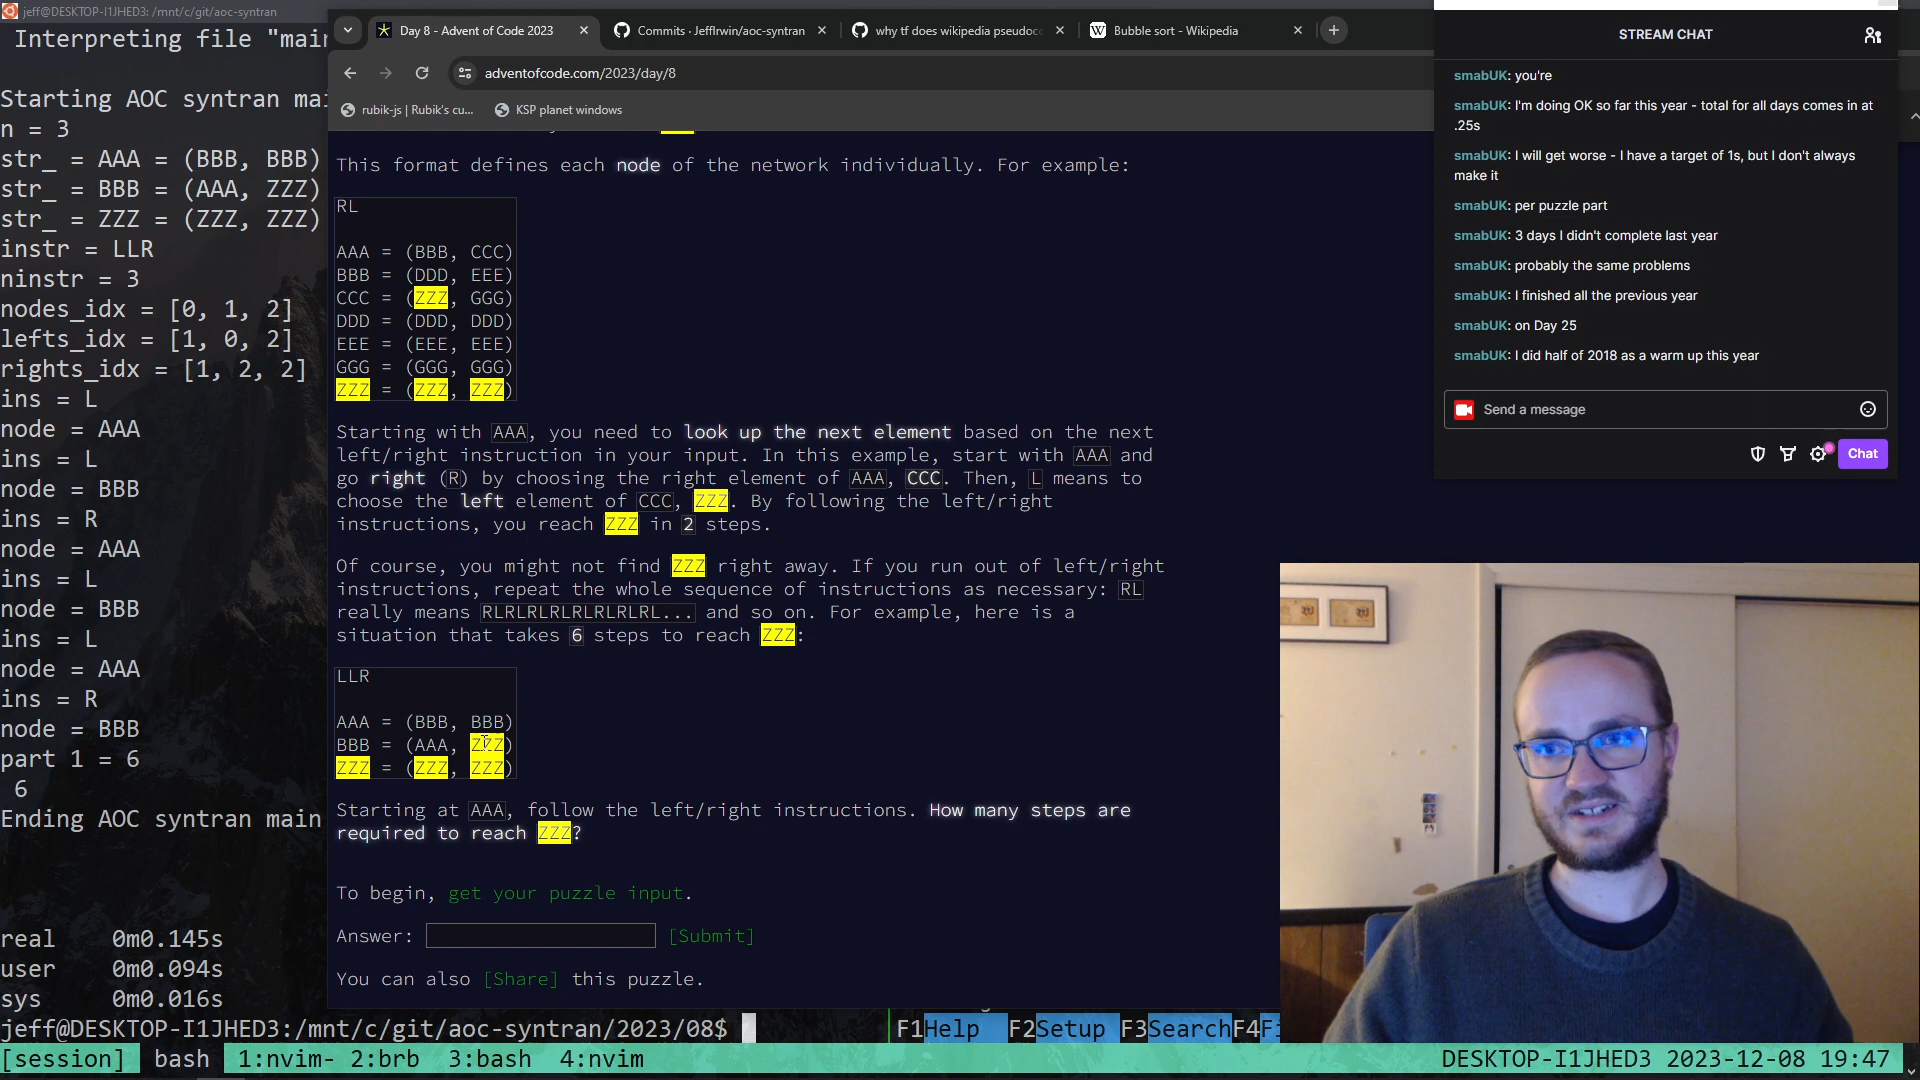 jeff@DESKTOP-I1JHED3: /mnt/c/git/aoc-syntran
Interpreting file "mai
Starting AOC syntran mai
n = 3
str_ = AAA = (BBB, BBB)
str_ = BBB = (AAA, ZZZ)
str_ = ZZZ = (ZZZ, ZZZ)
instr = LLR
ninstr = 3
nodes_idx = [0, 1, 2]
lefts_idx = [1, 0, 2]
rights_idx = [1, 2, 2]
ins = L
node = AAA
ins = L
node = BBB
ins = R
node = AAA
ins = L
node = BBB
ins = L
node = AAA
ins = R
node = BBB
part 1 = 6
6
Ending AOC syntran main
real 0m0.145s
user 0m0.094s
sys 0m0.016s
jeff@DESKTOP-I1JHED3:/mnt/c/git/aoc-syntran/2023/08$
Day 8 - Advent of Code 2023
Commits · JeffIrwin/aoc-syntran
why tf does wikipedia pseudoco
Bubble sort - Wikipedia
adventofcode.com/2023/day/8
rubik-js | Rubik's cu...
KSP planet windows
This format defines each node of the network individually. For example:
RL
AAA = (BBB, CCC)
BBB = (DDD, EEE)
CCC = (ZZZ, GGG)
DDD = (DDD, DDD)
EEE = (EEE, EEE)
GGG = (GGG, GGG)
ZZZ = (ZZZ, ZZZ)
Starting with AAA, you need to look up the next element based on the next
left/right instruction in your input. In this example, start with AAA and
go right (R) by choosing the right element of AAA, CCC. Then, L means to
choose the left element of CCC, ZZZ. By following the left/right
instructions, you reach ZZZ in 2 steps.
Of course, you might not find ZZZ right away. If you run out of left/right
instructions, repeat the whole sequence of instructions as necessary: RL
really means RLRLRLRLRLRLRLRL... and so on. For example, here is a
situation that takes 6 steps to reach ZZZ:
LLR
AAA = (BBB, BBB)
BBB = (AAA, ZZZ)
ZZZ = (ZZZ, ZZZ)
Starting at AAA, follow the left/right instructions. How many steps are
required to reach ZZZ?
To begin, get your puzzle input.
Answer: [Submit]
You can also [Share] this puzzle.
F1Help F2Setup F3Search F4Fi
STREAM CHAT
smabUK: you're
smabUK: I'm doing OK so far this year - total for all days comes in at
.25s
smabUK: I will get worse - I have a target of 1s, but I don't always
make it
smabUK: per puzzle part
smabUK: 3 days I didn't complete last year
smabUK: probably the same problems
smabUK: I finished all the previous year
smabUK: on Day 25
smabUK: I did half of 2018 as a warm up this year
Send a message
Chat
[session] bash 1:nvim- 2:brb 3:bash 4:nvim
DESKTOP-I1JHED3 2023-12-08 19:47